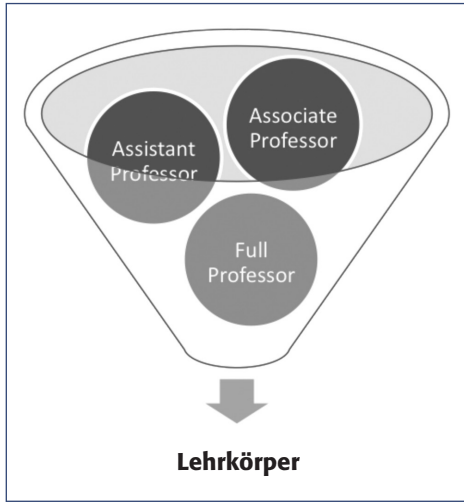 Associate
Professor
Assistant
Professor
Full
Professor
Lehrkörper